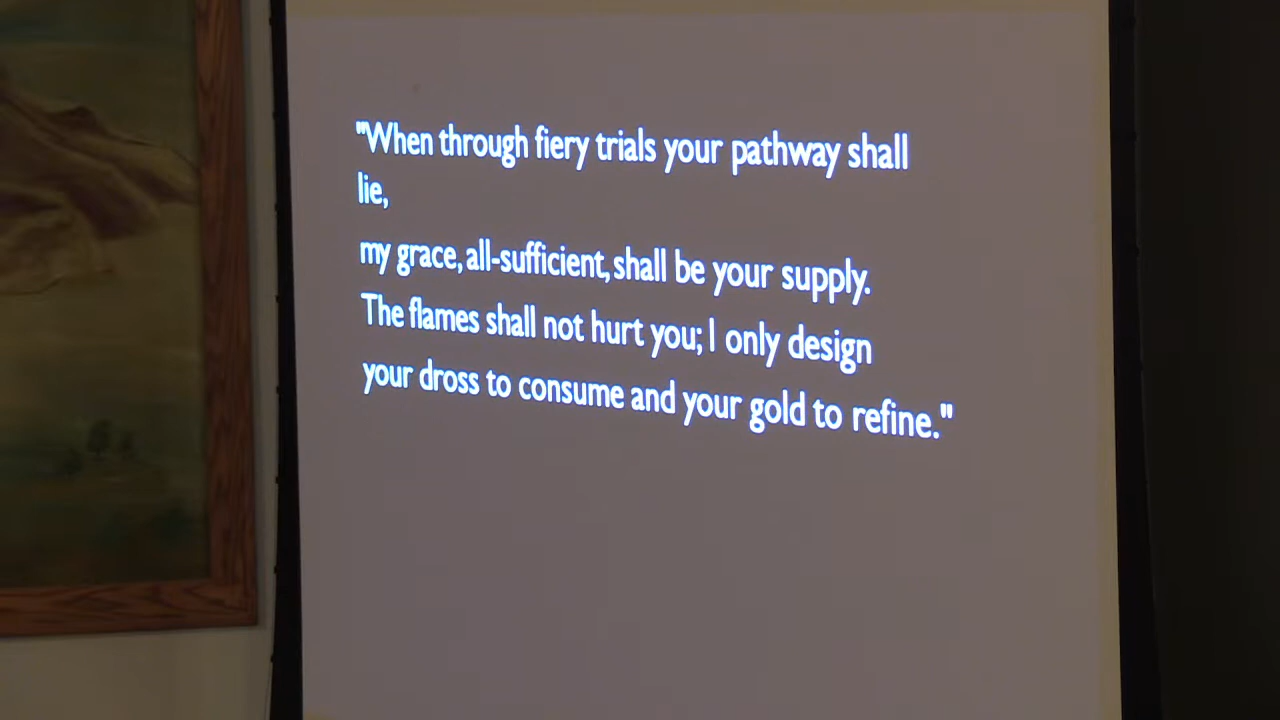 "When through fiery trials your pathway shall
lie,
my grace, all-sufficient, shall be your supply.
The flames shall not hurt you; I only design
your dross to consume and your gold to refine."